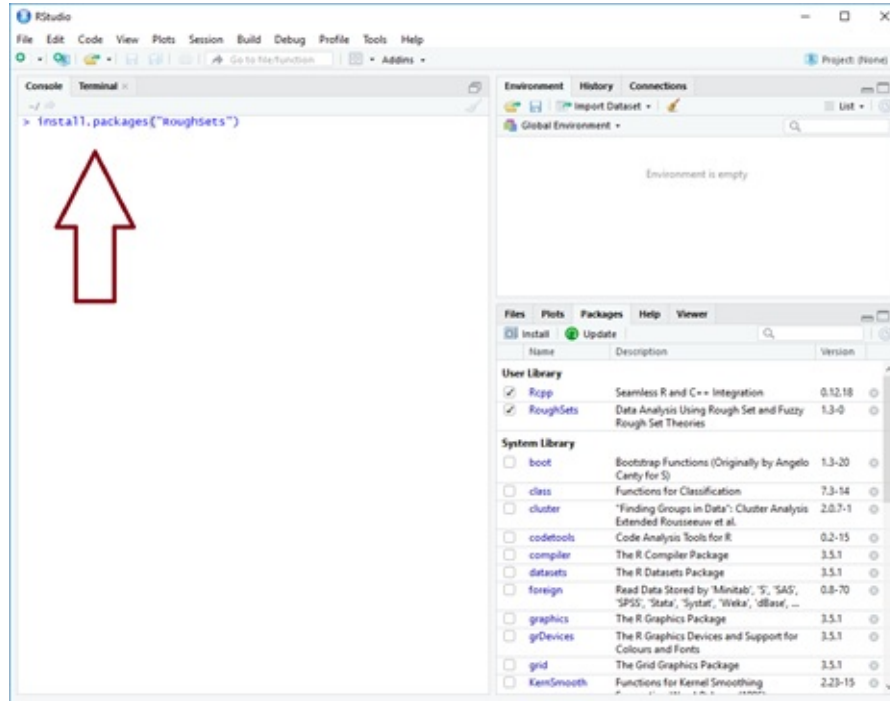 RStudio
File Edit Code View Plots Session Build Debug Profile Tools Help
Go to file/function Addins Project: (None)
Console Terminal
~/
> install.packages("RoughSets")
Environment History Connections
Import Dataset List
Global Environment
Environment is empty
Files Plots Packages Help Viewer
Install Update
Name Description Version
User Library
Rcpp Seamless R and C++ Integration 0.12.18
RoughSets Data Analysis Using Rough Set and Fuzzy 1.3-0
Rough Set Theories
System Library
boot Bootstrap Functions (Originally by Angelo 1.3-20
Canty for S)
class Functions for Classification 7.3-14
cluster "Finding Groups in Data": Cluster Analysis 2.0.7-1
Extended Rousseeuw et al.
codetools Code Analysis Tools for R 0.2-15
compiler The R Compiler Package 3.5.1
datasets The R Datasets Package 3.5.1
foreign Read Data Stored by 'Minitab', 'S', 'SAS', 0.8-70
'SPSS', 'Stata', 'Systat', 'Weka', 'dBase', ...
graphics The R Graphics Package 3.5.1
grDevices The R Graphics Devices and Support for 3.5.1
Colours and Fonts
grid The Grid Graphics Package 3.5.1
KernSmooth Functions for Kernel Smoothing 2.23-15